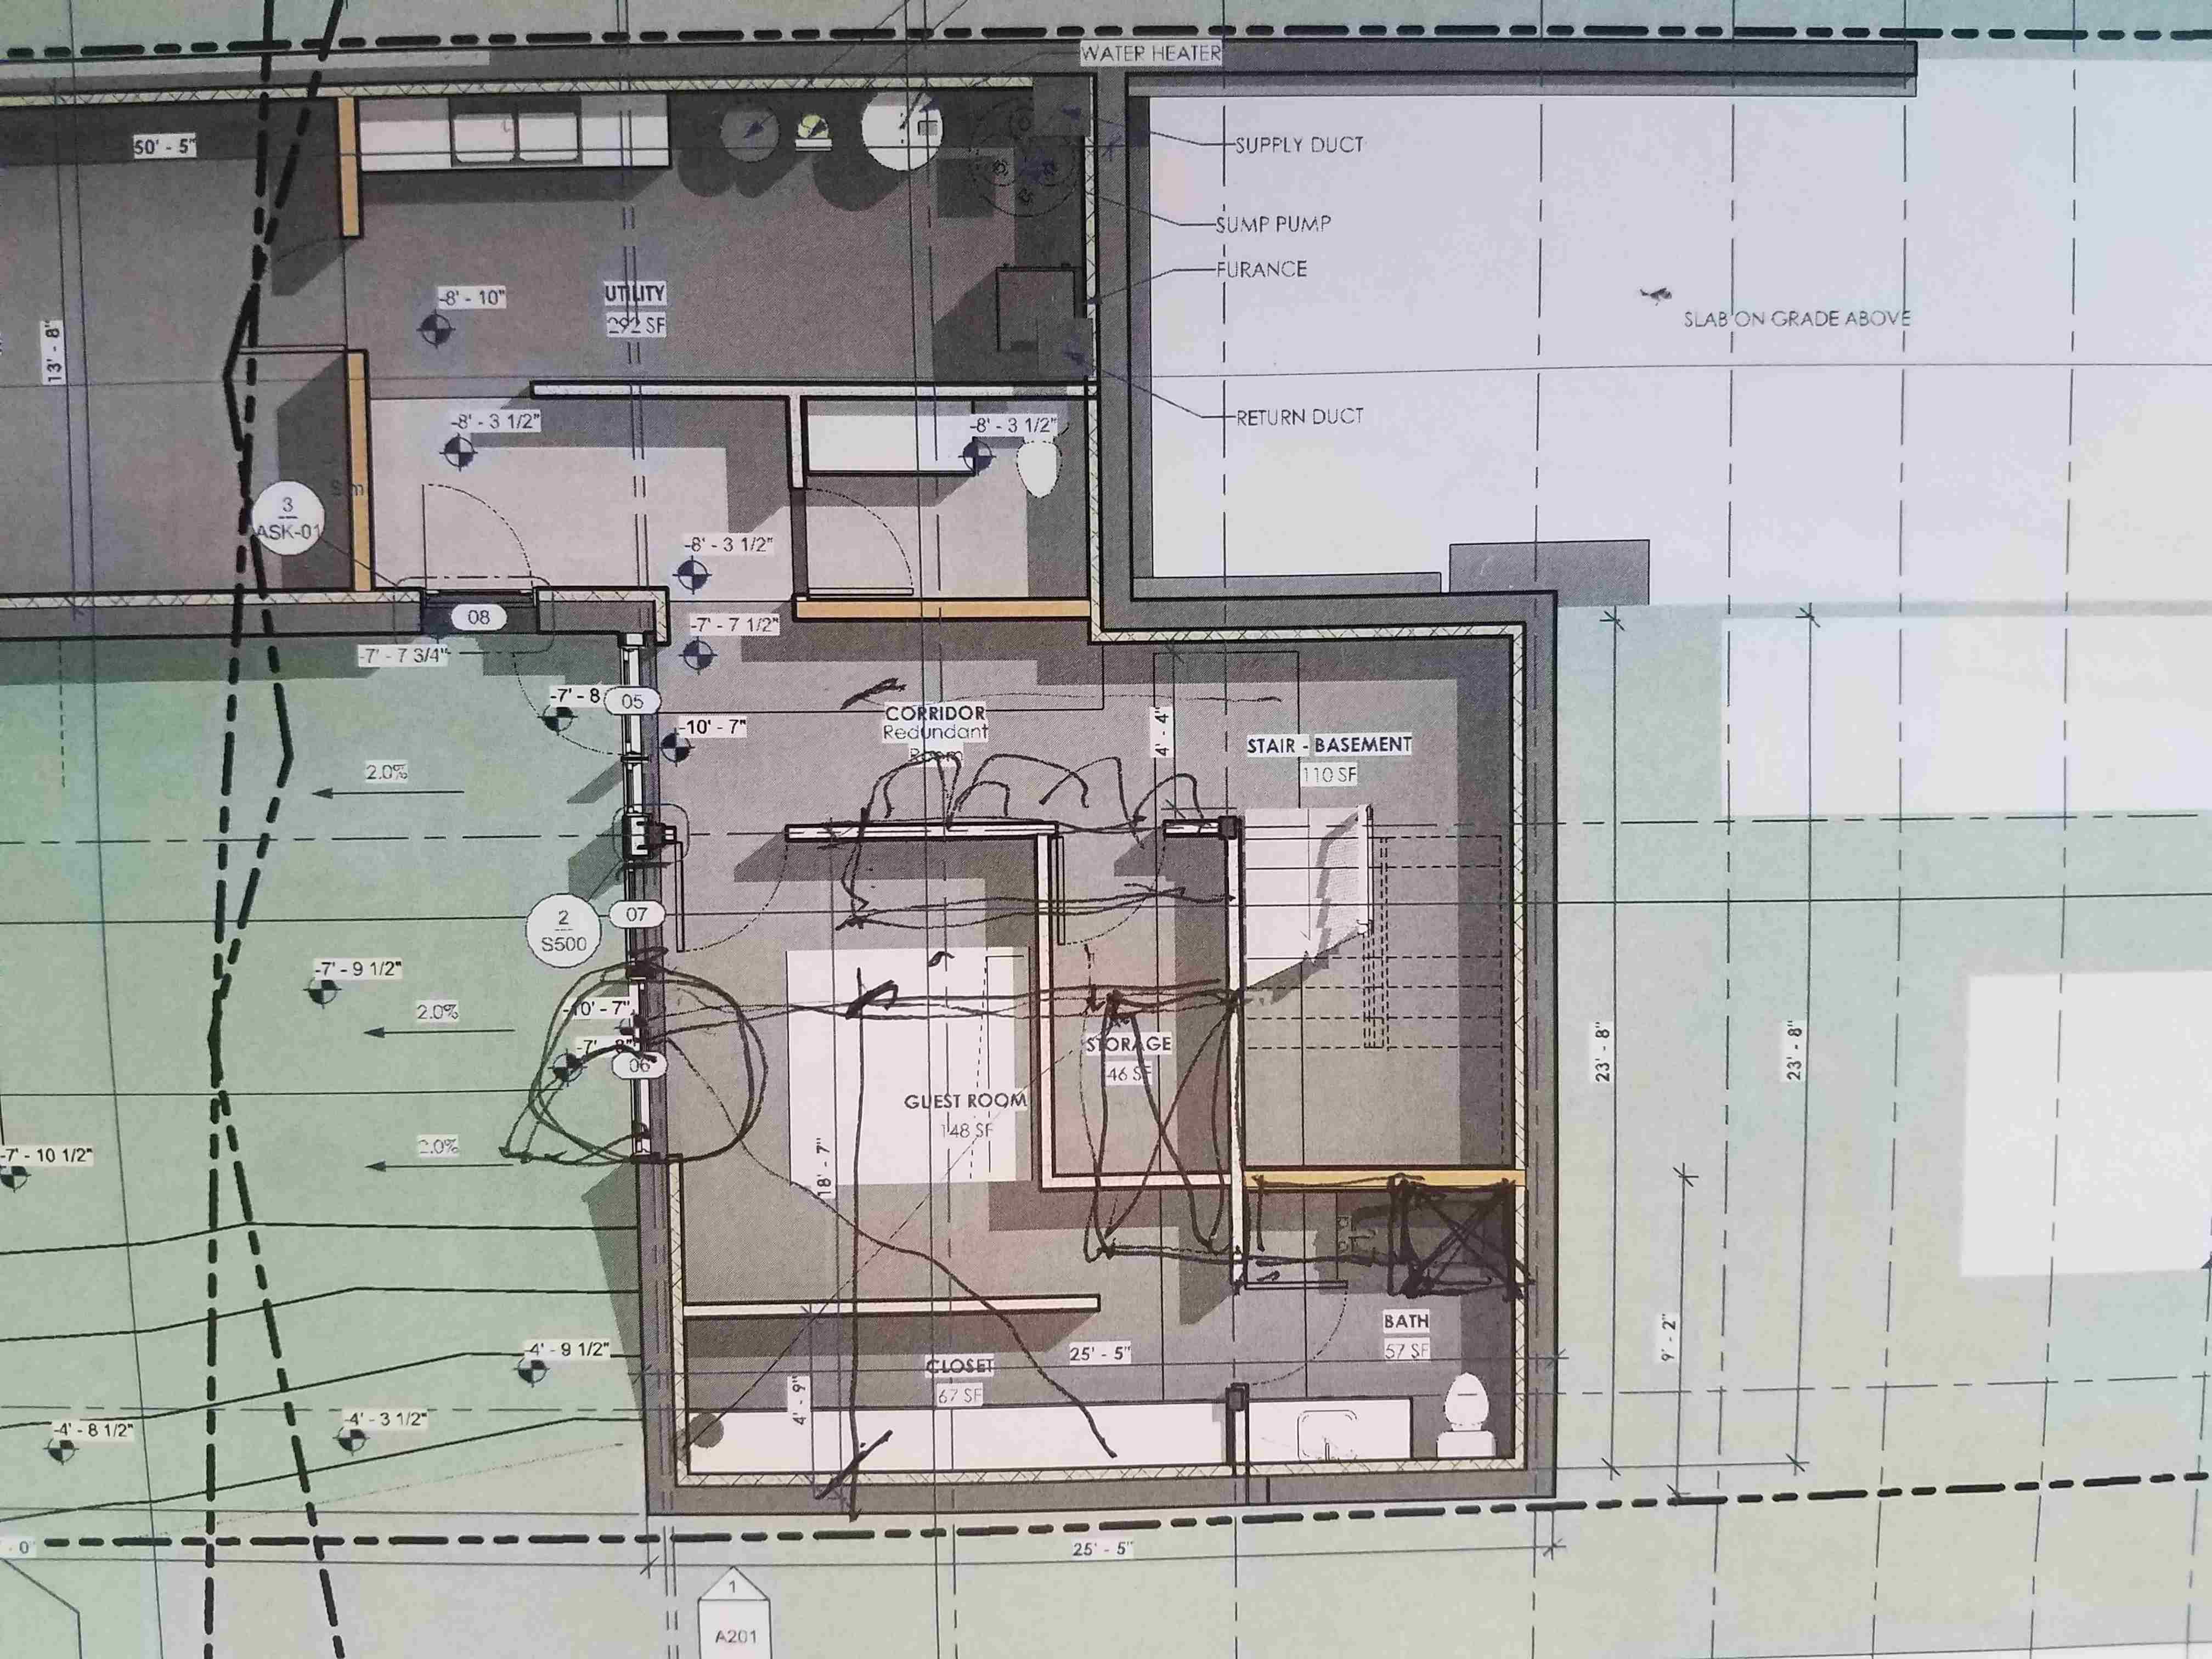 WATER HEATER
50' - 5"
SUPPLY DUCT
SUMP PUMP
FURANCE
-8' - 10"
UTILITY
292 SF
13' - 8"
SLAB ON GRADE ABOVE
RETURN DUCT
-8' - 3 1/2"
-8' - 3 1/2"
3
ASK-01
-8' - 3 1/2"
08
-7' - 7 1/2"
-7' - 7 3/4"
-7' - 8
05
-10' - 7"
CORRIDOR
Redundant
Room
4' - 4"
STAIR - BASEMENT
110 SF
2.0%
07
2
S500
-7' - 9 1/2"
2.0%
-10' - 7"
-7' - 8"
06
STORAGE
46 SF
GUEST ROOM
148 SF
18' - 7"
23' - 8"
23' - 8"
2.0%
-7' - 10 1/2"
BATH
57 SF
9' - 2"
-4' - 9 1/2"
25' - 5"
CLOSET
67 SF
4' - 9"
-4' - 3 1/2"
-4' - 8 1/2"
25' - 5"
1
A201